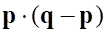 p · (q − p)